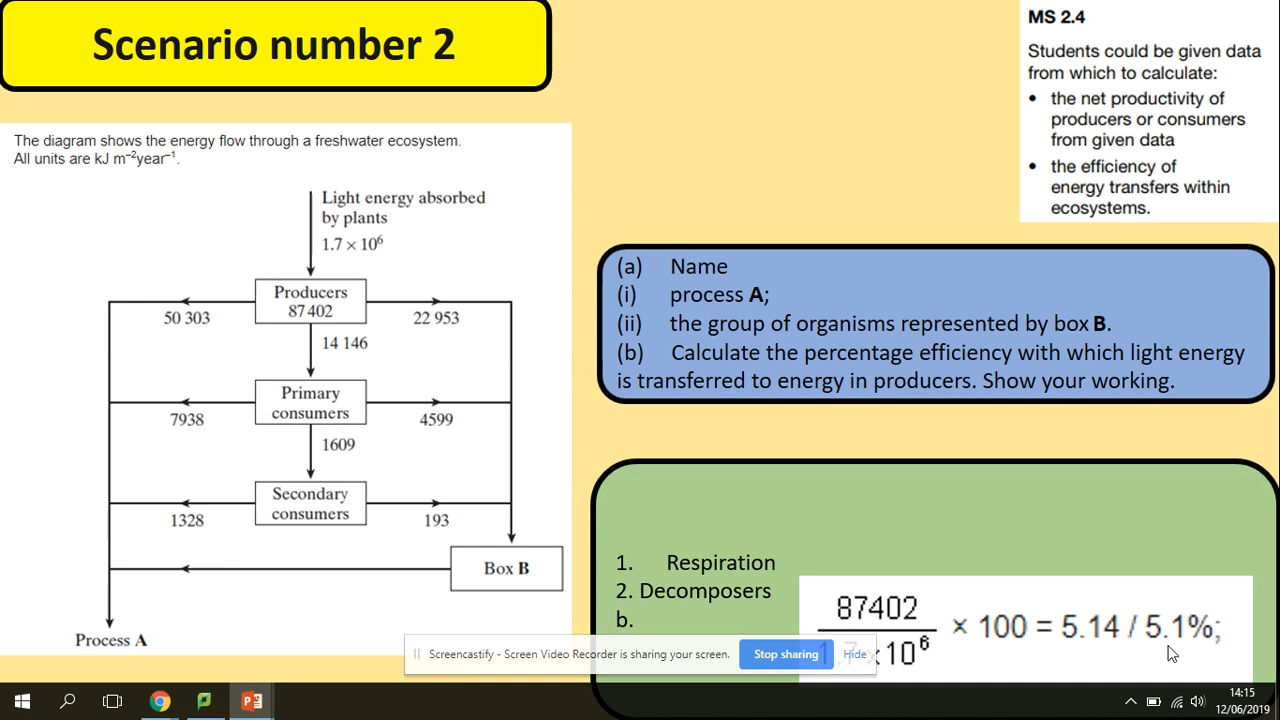 Scenario number 2
MS 2.4
Students could be given data
from which to calculate:
• the net productivity of
producers or consumers
from given data
• the efficiency of
energy transfers within
ecosystems.
The diagram shows the energy flow through a freshwater ecosystem.
All units are kJ m⁻²year⁻¹.
Light energy absorbed
by plants
1.7 × 10⁶
Producers
87 402
50 303
22 953
14 146
Primary
consumers
7938
4599
1609
Secondary
consumers
1328
193
Box B
Process A
(a) Name
(i) process A;
(ii) the group of organisms represented by box B.
(b) Calculate the percentage efficiency with which light energy
is transferred to energy in producers. Show your working.
1. Respiration
2. Decomposers
b.
87402
× 100 = 5.14 / 5.1%;
1.7×10⁶
Screencastify - Screen Video Recorder is sharing your screen.
Stop sharing
Hide
14:15
12/06/2019